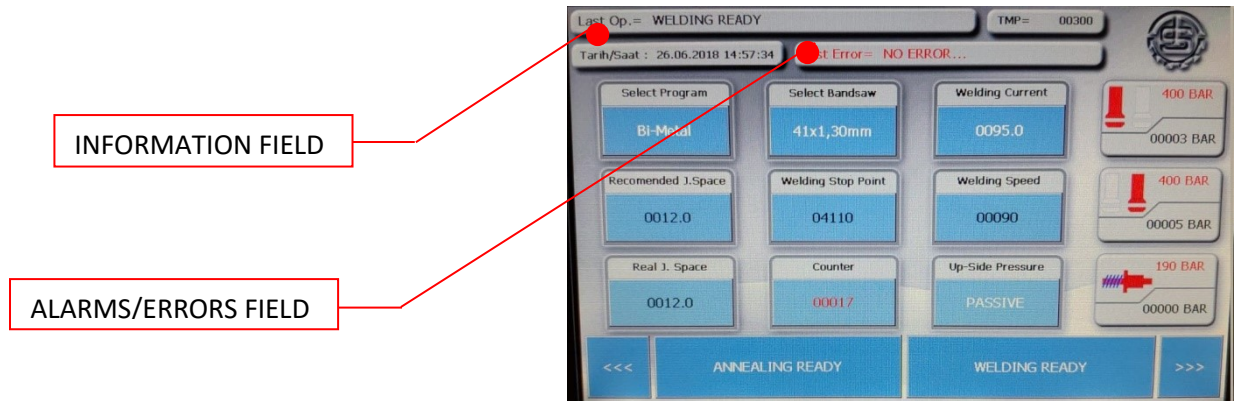 INFORMATION FIELD
ALARMS/ERRORS FIELD
Last Op.= WELDING READY
TMP= 00300
Tarih/Saat : 26.06.2018 14:57:34
Error= NO ERROR...
Select Program
Select Bandsaw
Welding Current
400 BAR
Bi-Metal
41x1,30mm
0095.0
00003 BAR
Recomended J.Space
Welding Stop Point
Welding Speed
400 BAR
0012.0
04110
00090
00005 BAR
Real J. Space
Counter
Up-Side Pressure
190 BAR
0012.0
00017
PASSIVE
00000 BAR
<<<
ANNEALING READY
WELDING READY
>>>